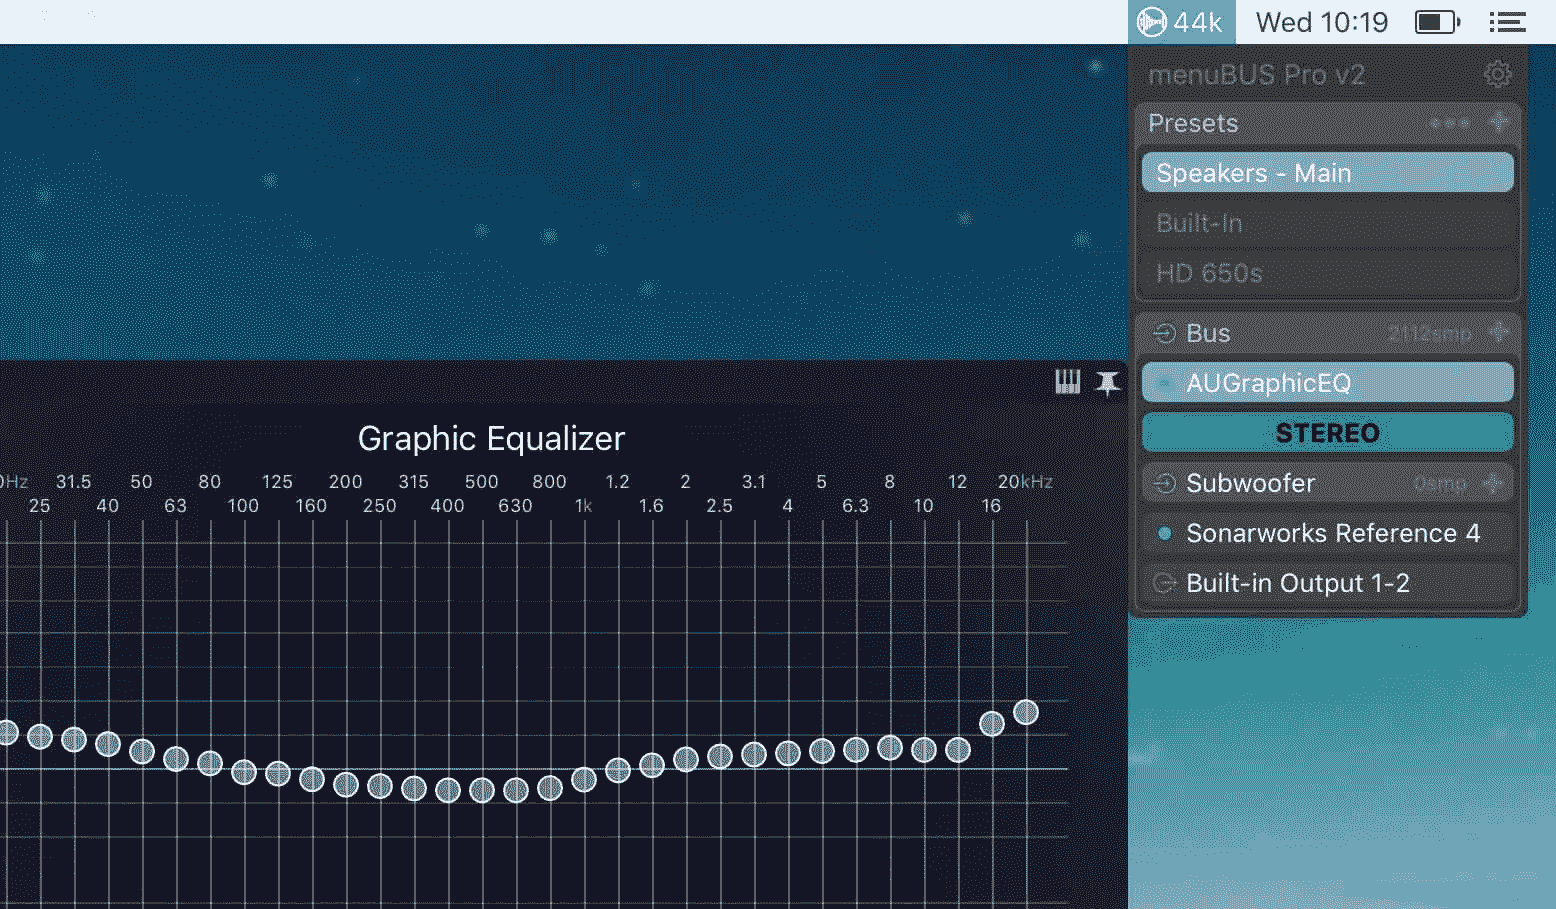 44k Wed 10:19
menuBUS Pro v2
Presets
Speakers - Main
Built-In
HD 650s
Bus 2112smp
AUGraphicEQ
STEREO
Subwoofer 0smp
Sonarworks Reference 4
Built-in Output 1-2
Graphic Equalizer
0Hz 31.5 50 80 125 200 315 500 800 1.2 2 3.1 5 8 12 20kHz
25 40 63 100 160 250 400 630 1k 1.6 2.5 4 6.3 10 16